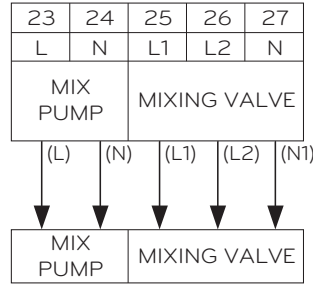 23 24 25 26 27
L N L1 L2 N
MIX PUMP MIXING VALVE
(L) (N) (L1) (L2) (N1)
MIX PUMP MIXING VALVE